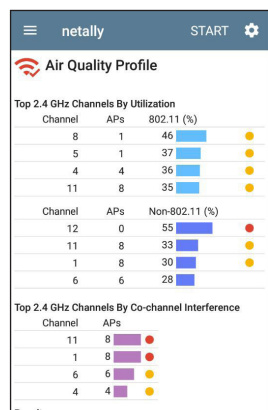 netally START
Air Quality Profile
Top 2.4 GHz Channels By Utilization
Channel APs 802.11 (%)
8 1 46
5 1 37
4 4 36
11 8 35
Channel APs Non-802.11 (%)
12 0 55
11 8 33
1 8 30
6 6 28
Top 2.4 GHz Channels By Co-channel Interference
Channel APs
11 8
1 8
6 6
4 4